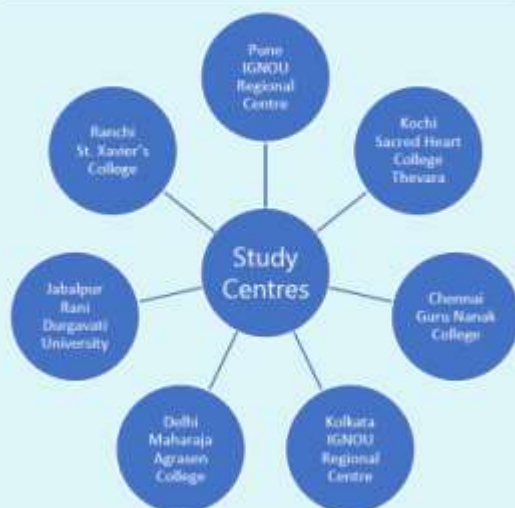 Pune
IGNOU
Regional
Centre
Kochi
Sacred Heart
College
Thevara
Chennai
Guru Nanak
College
Kolkata
IGNOU
Regional
Centre
Delhi
Maharaja
Agrasen
College
Jabalpur
Rani
Durgavati
University
Ranchi
St. Xavier's
College
Study
Centres